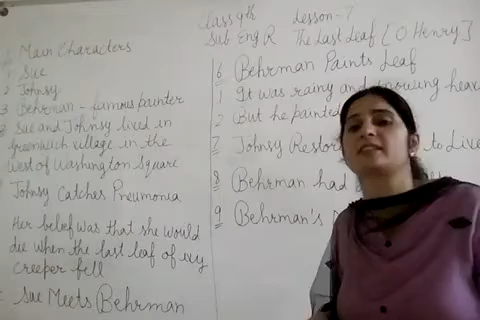 Class 9th Lesson-7
Sub Eng R The Last Leaf [O Henry]
Main Characters
1 Sue
2 Johnsy
3 Behrman - famous painter
3 Sue and Johnsy lived in
greenwich village in the
west of Washington Square
Johnsy Catches Pneumonia
Her belief was that she would
die when the last leaf of ivy
creeper fell
Sue Meets Behrman
6 Behrman Paints Leaf
1 It was rainy and snowing
2 But he painted
7 Johnsy to Live
8 Behrman had
9 Behrman's